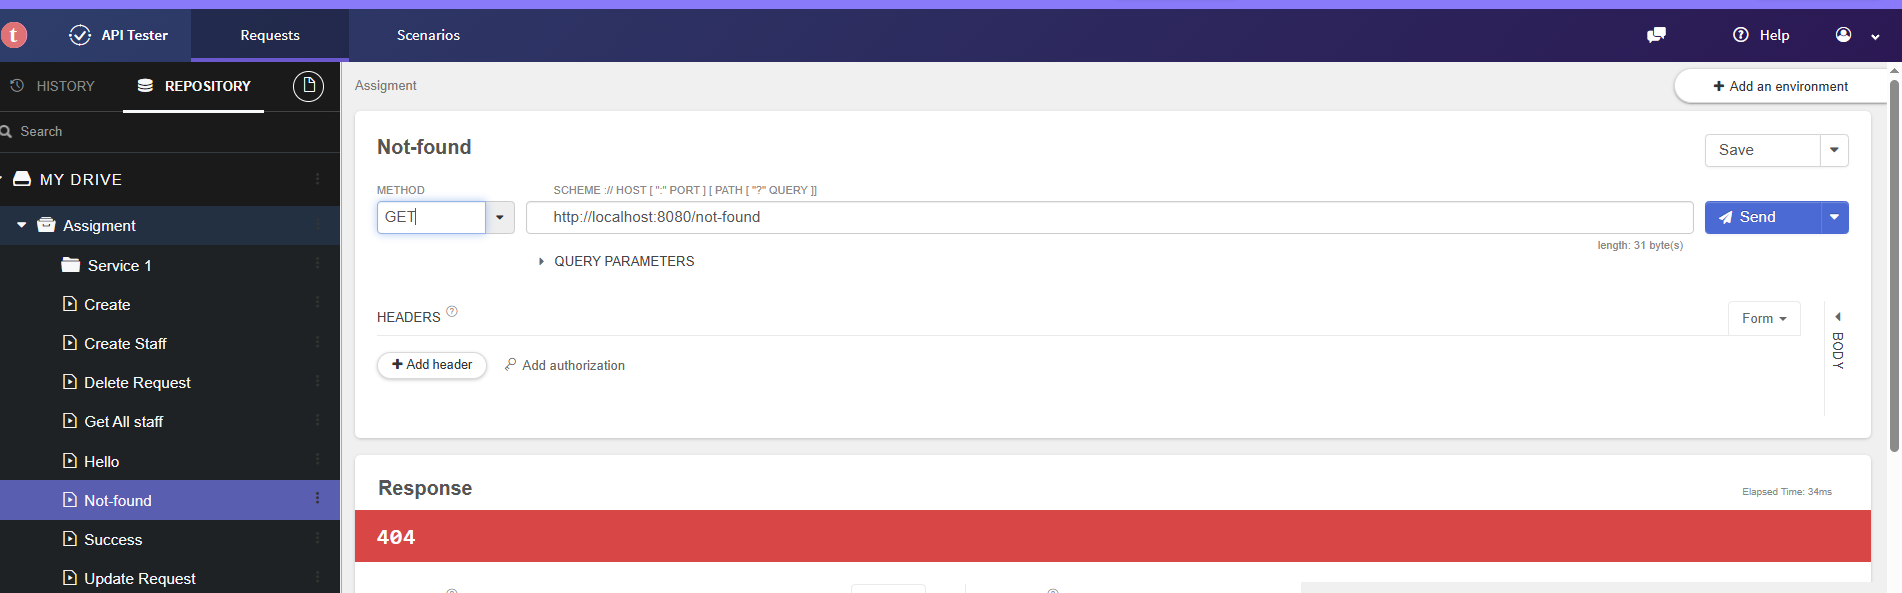 t API Tester Requests Scenarios Help
HISTORY REPOSITORY
Search
MY DRIVE
Assigment
Service 1
Create
Create Staff
Delete Request
Get All staff
Hello
Not-found
Success
Update Request
Assigment
+ Add an environment
Not-found
Save
METHOD
SCHEME :// HOST [ ":" PORT ] [ PATH [ "?" QUERY ]]
GET
http://localhost:8080/not-found
Send
length: 31 byte(s)
QUERY PARAMETERS
HEADERS ?
Form
BODY
+ Add header
Add authorization
Response
Elapsed Time: 34ms
404